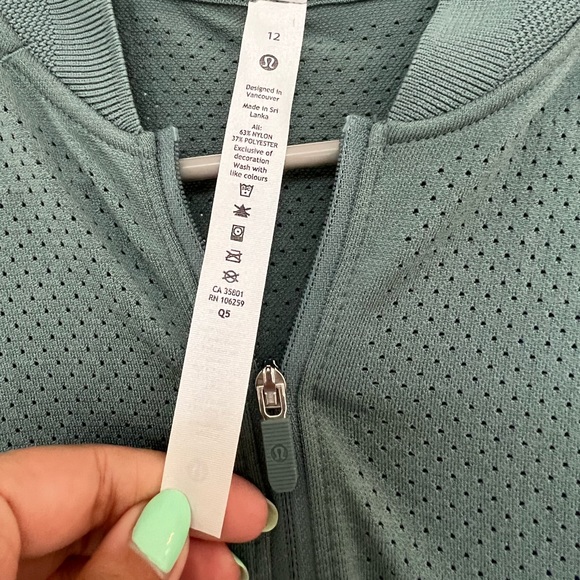 12
Designed in
Vancouver
Made in Sri
Lanka
All:
63% NYLON
37% POLYESTER
Exclusive of
decoration
Wash with
like colours
CA 35801
RN 106259
Q5